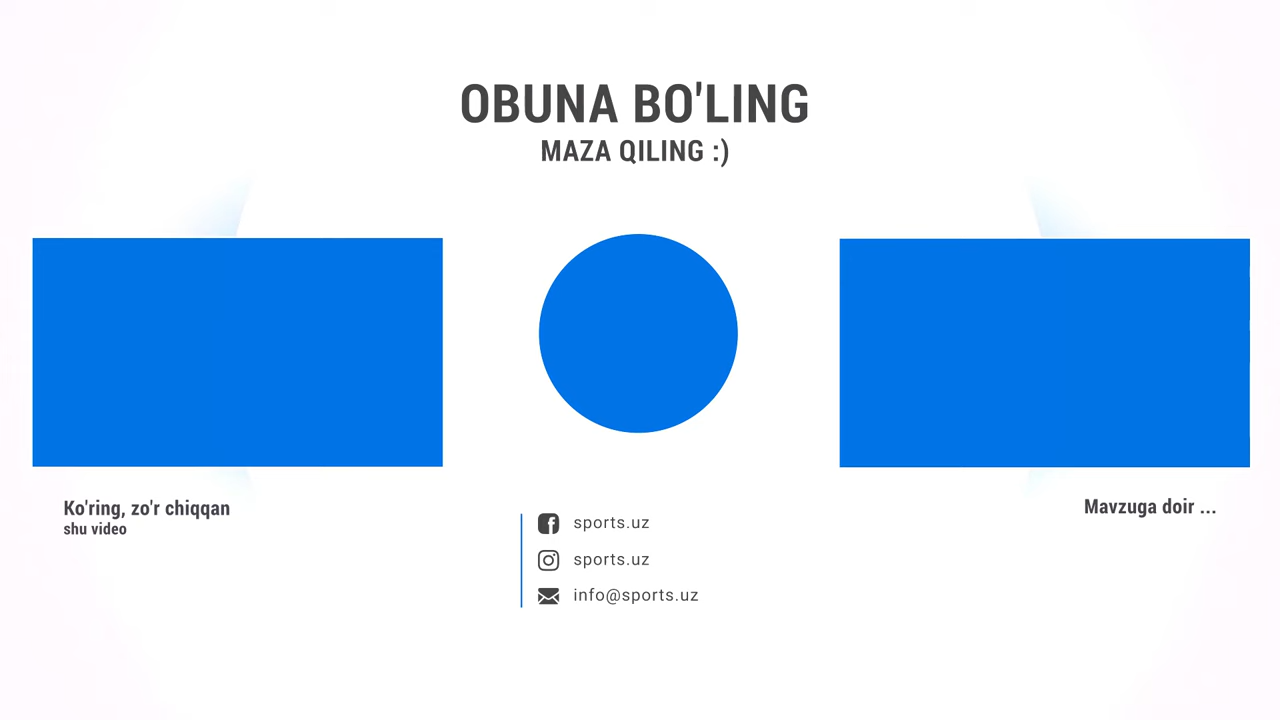 OBUNA BO'LING
MAZA QILING :)
Ko'ring, zo'r chiqqan
shu video
sports.uz
sports.uz
info@sports.uz
Mavzuga doir ...